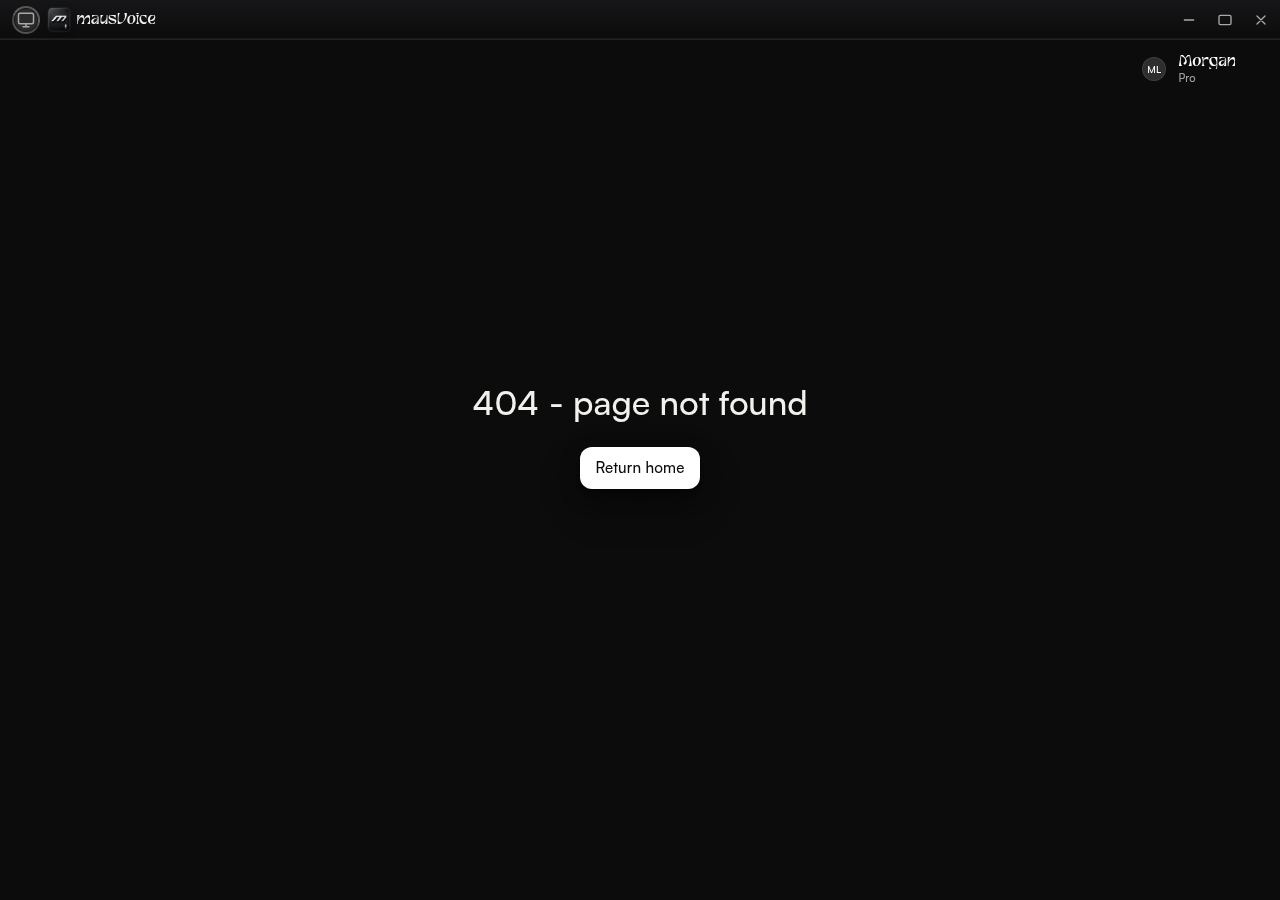 mausVoice
ML
Morgan
Pro
404 - page not found
Return home